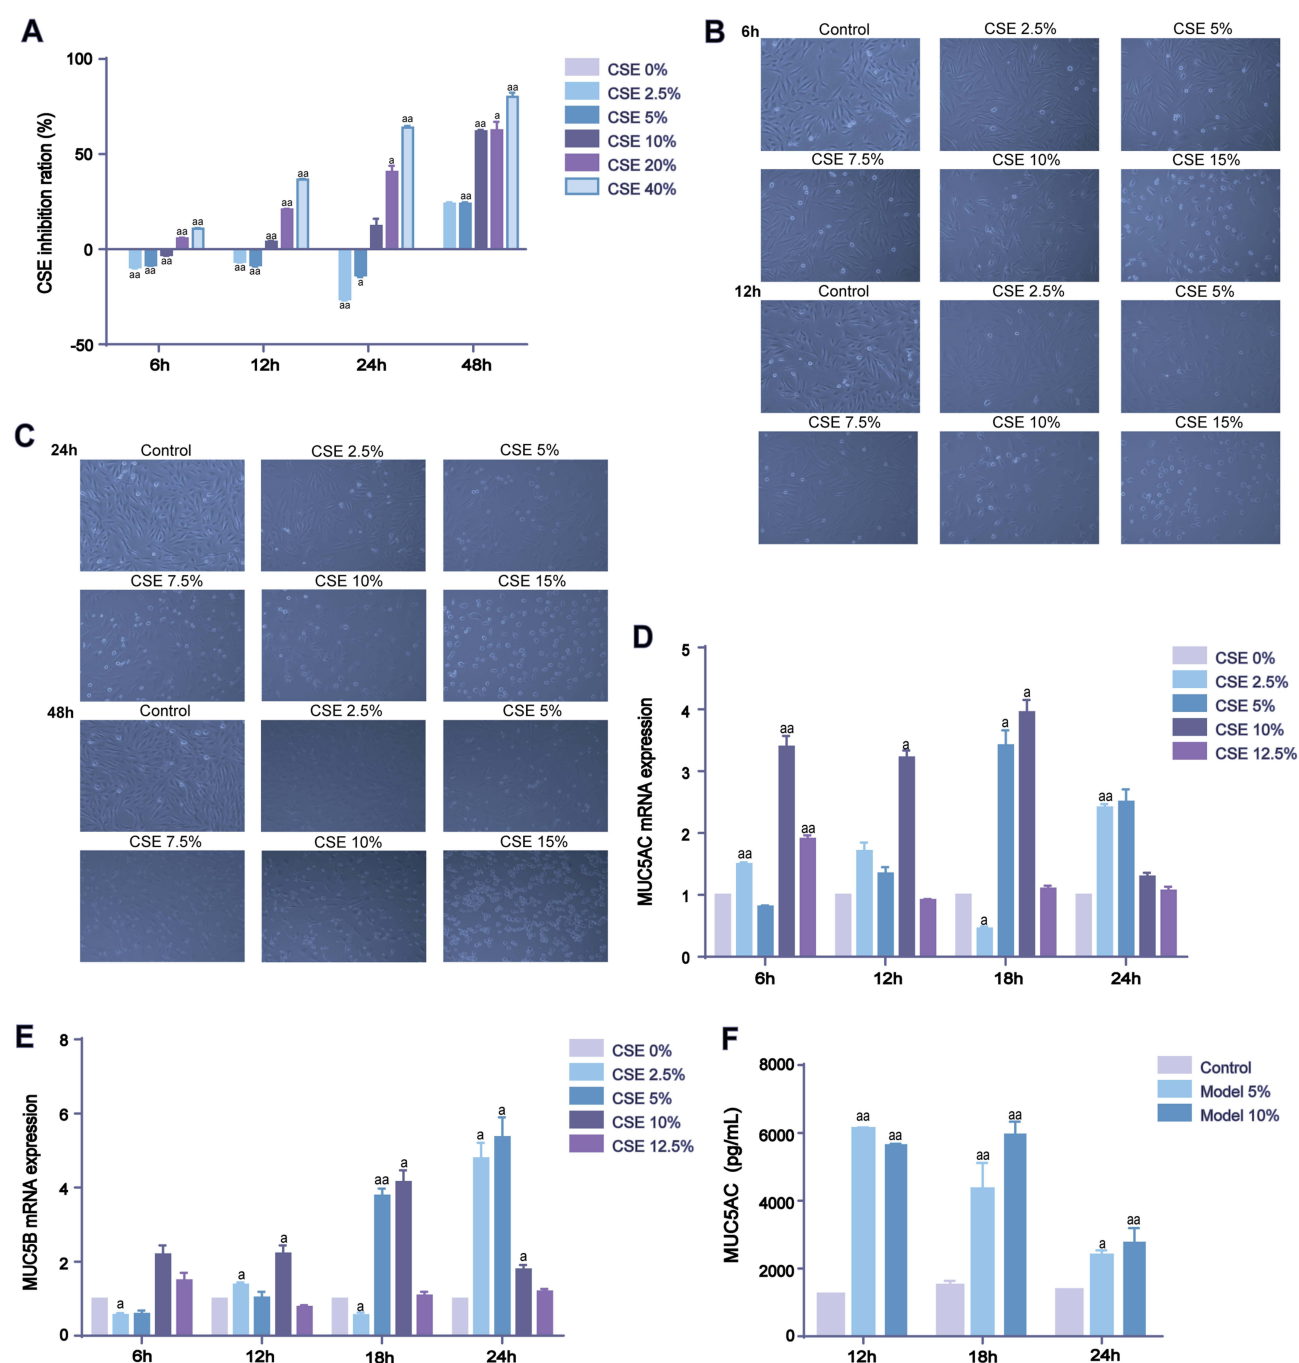 A
CSE inhibition ration (%)
100
50
0
-50
aa aa aa aa aa
aa aa aa aa aa
aa a a aa
aa aa a aa
6h 12h 24h 48h
CSE 0%
CSE 2.5%
CSE 5%
CSE 10%
CSE 20%
CSE 40%
B
6h Control CSE 2.5% CSE 5%
CSE 7.5% CSE 10% CSE 15%
12h Control CSE 2.5% CSE 5%
CSE 7.5% CSE 10% CSE 15%
C
24h Control CSE 2.5% CSE 5%
CSE 7.5% CSE 10% CSE 15%
48h Control CSE 2.5% CSE 5%
CSE 7.5% CSE 10% CSE 15%
D
MUC5AC mRNA expression
5
4
3
2
1
0
aa aa aa
a
a a a
aa
6h 12h 18h 24h
CSE 0%
CSE 2.5%
CSE 5%
CSE 10%
CSE 12.5%
E
MUC5B mRNA expression
8
6
4
2
0
a
a a
a aa a
a a a
6h 12h 18h 24h
CSE 0%
CSE 2.5%
CSE 5%
CSE 10%
CSE 12.5%
F
MUC5AC (pg/mL)
8000
6000
4000
2000
0
aa aa
aa aa
a aa
12h 18h 24h
Control
Model 5%
Model 10%